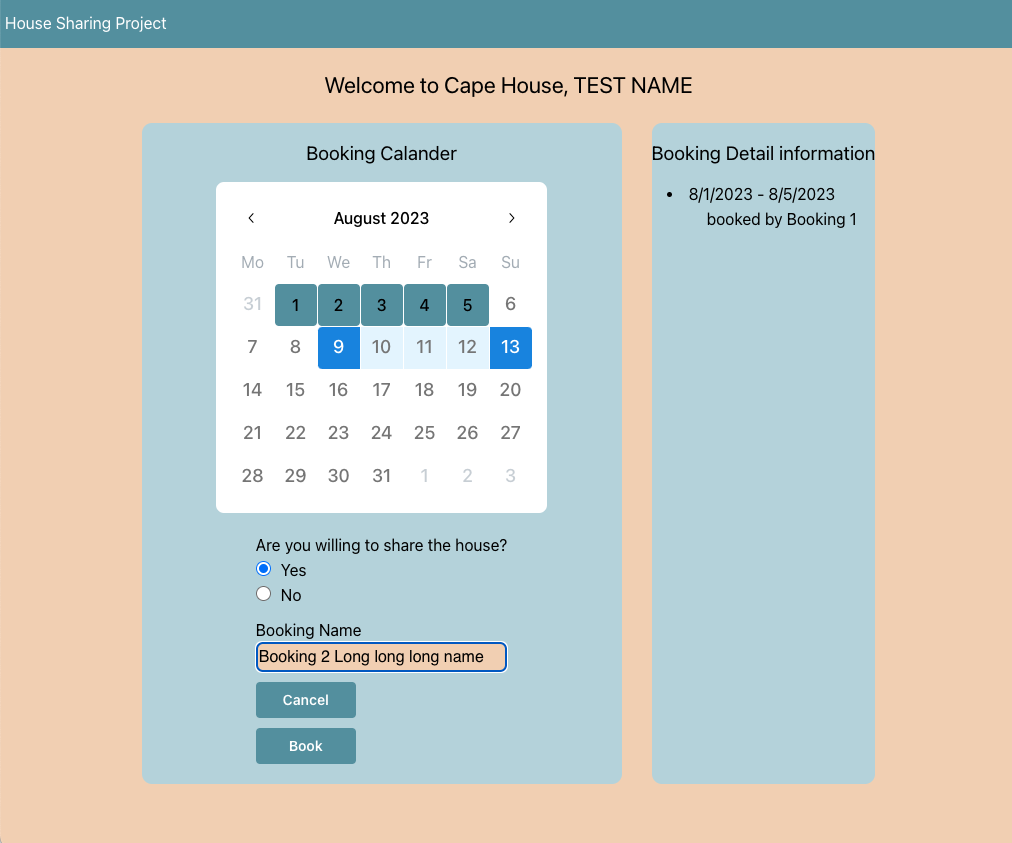 House Sharing Project
Welcome to Cape House, TEST NAME
Booking Calander
August 2023
Mo Tu We Th Fr Sa Su
31 1 2 3 4 5 6
7 8 9 10 11 12 13
14 15 16 17 18 19 20
21 22 23 24 25 26 27
28 29 30 31 1 2 3
Are you willing to share the house?
Yes
No
Booking Name
Booking 2 Long long long name
Cancel
Book
Booking Detail information
8/1/2023 - 8/5/2023
booked by Booking 1